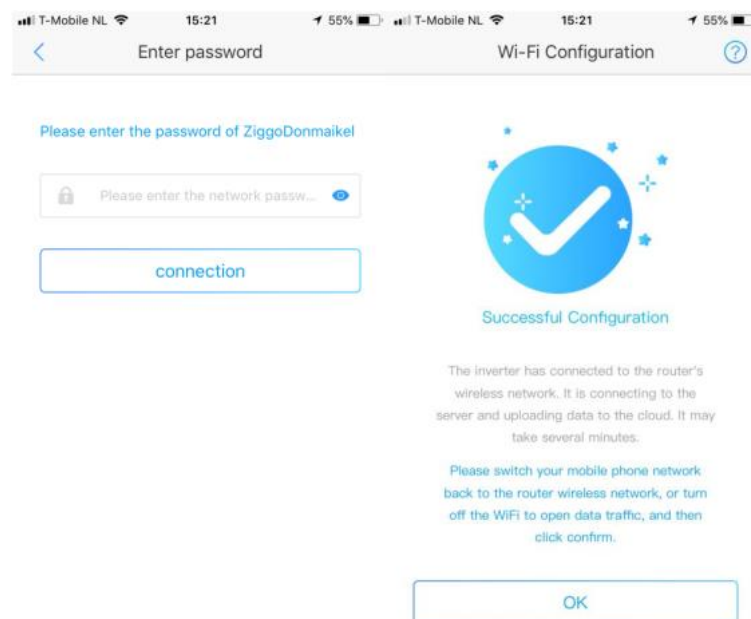 T-Mobile NL 15:21 55%
Enter password
Please enter the password of ZiggoDonmaikel
Please enter the network passw...
connection
T-Mobile NL 15:21 55%
Wi-Fi Configuration ?
Successful Configuration
The inverter has connected to the router's
wireless network. It is connecting to the
server and uploading data to the cloud. It may
take several minutes.
Please switch your mobile phone network
back to the router wireless network, or turn
off the WiFi to open data traffic, and then
click confirm.
OK